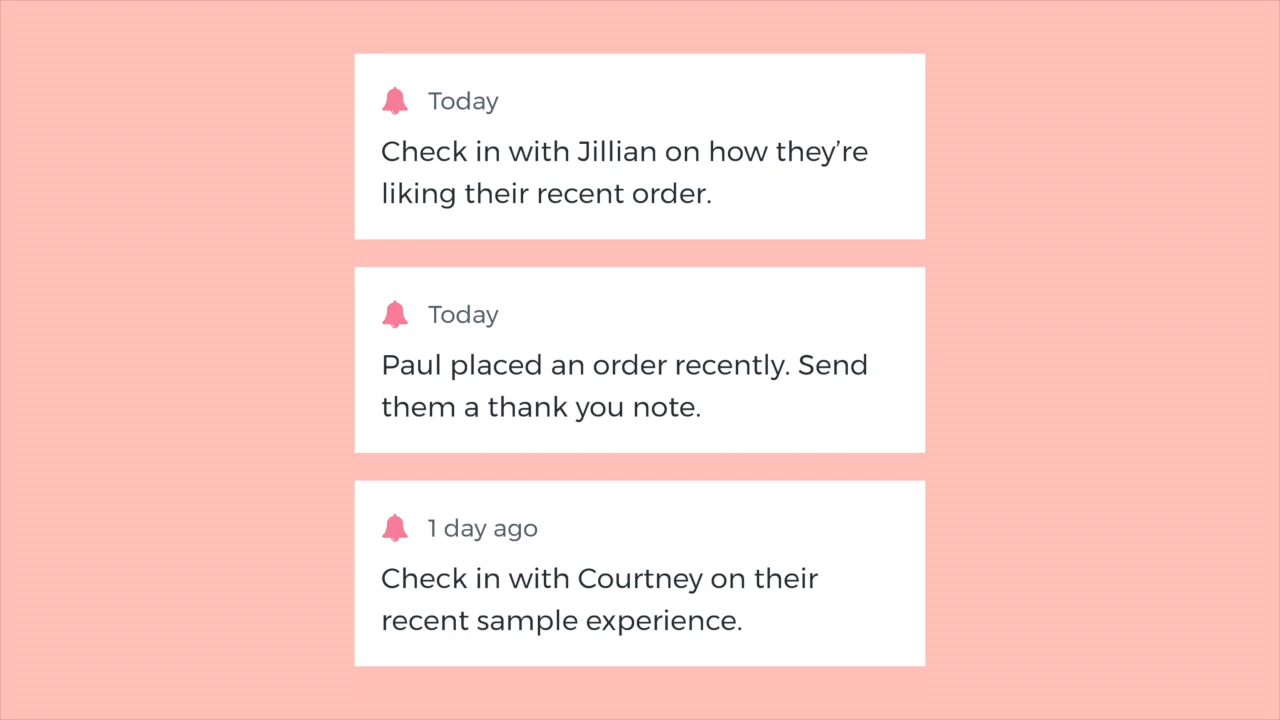 Today
Check in with Jillian on how they’re
liking their recent order.
Today
Paul placed an order recently. Send
them a thank you note.
1 day ago
Check in with Courtney on their
recent sample experience.